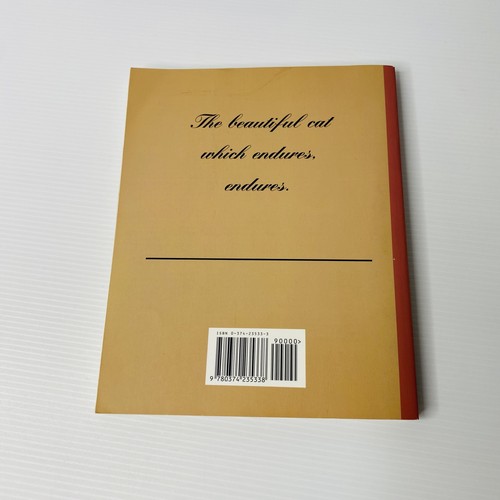 The beautiful cat
which endures,
endures.
ISBN 0-374-23533-3
90000>
9 780374 235338